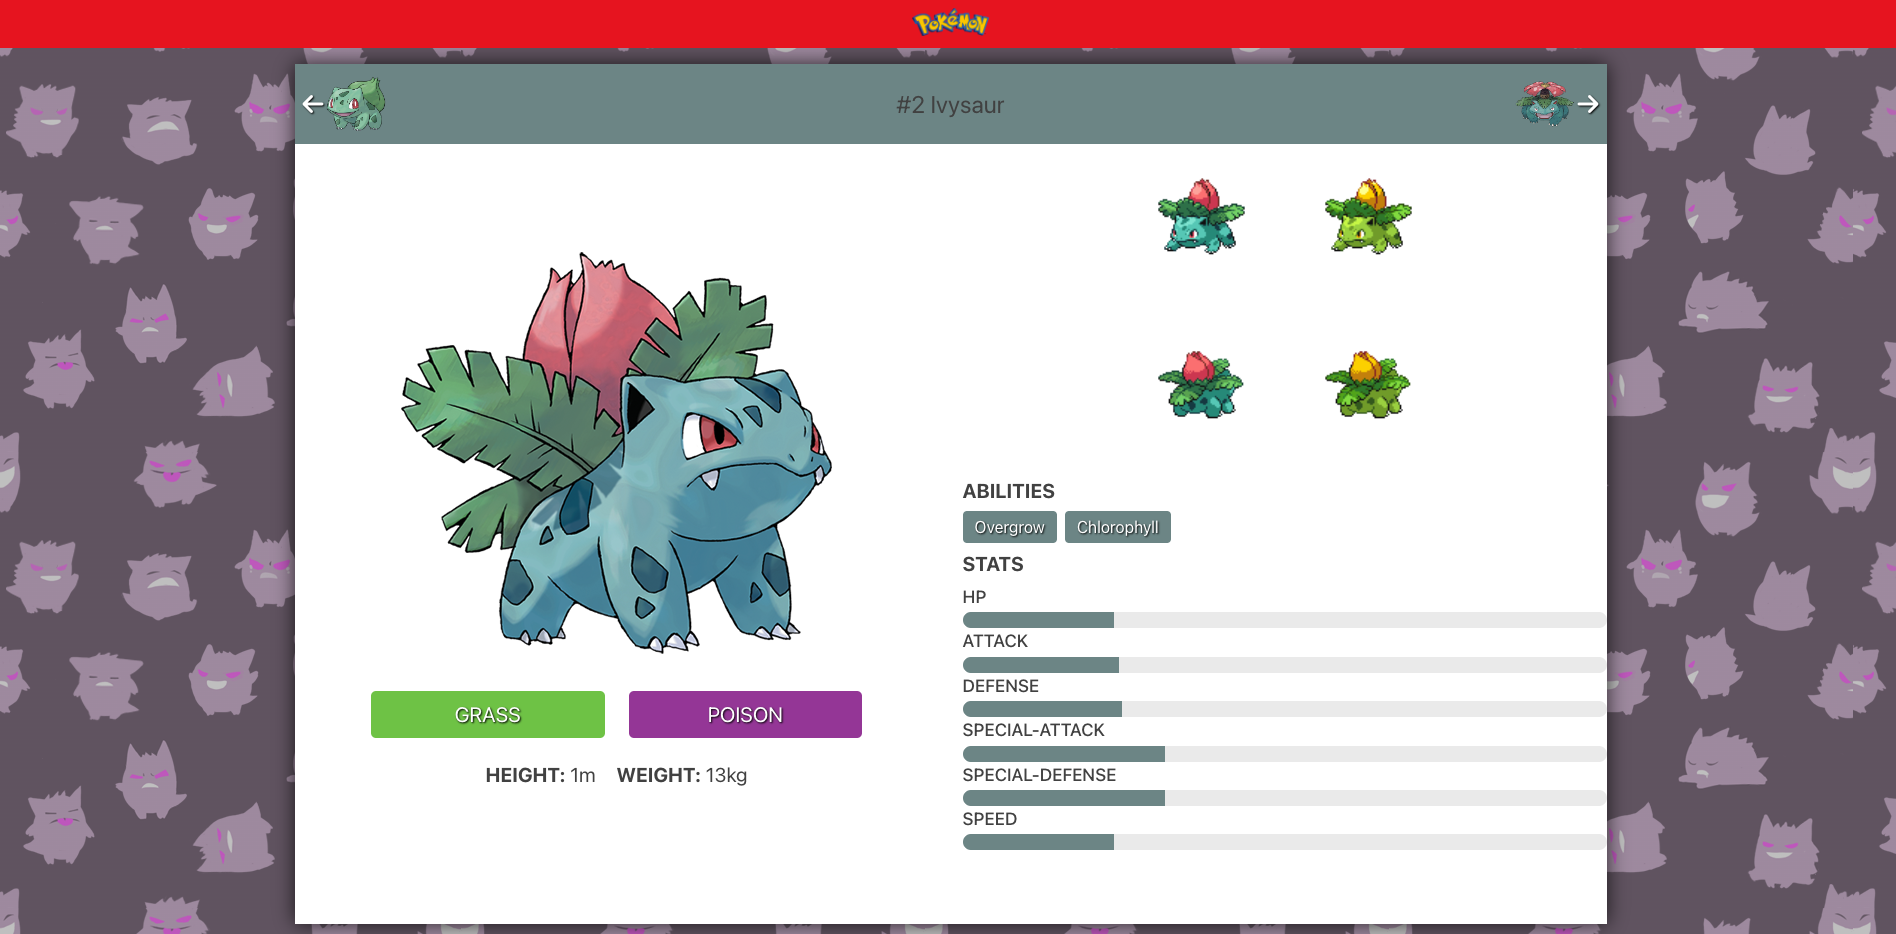 POKéMON
#2 Ivysaur
GRASS
POISON
HEIGHT: 1m WEIGHT: 13kg
ABILITIES
Overgrow
Chlorophyll
STATS
HP
ATTACK
DEFENSE
SPECIAL-ATTACK
SPECIAL-DEFENSE
SPEED